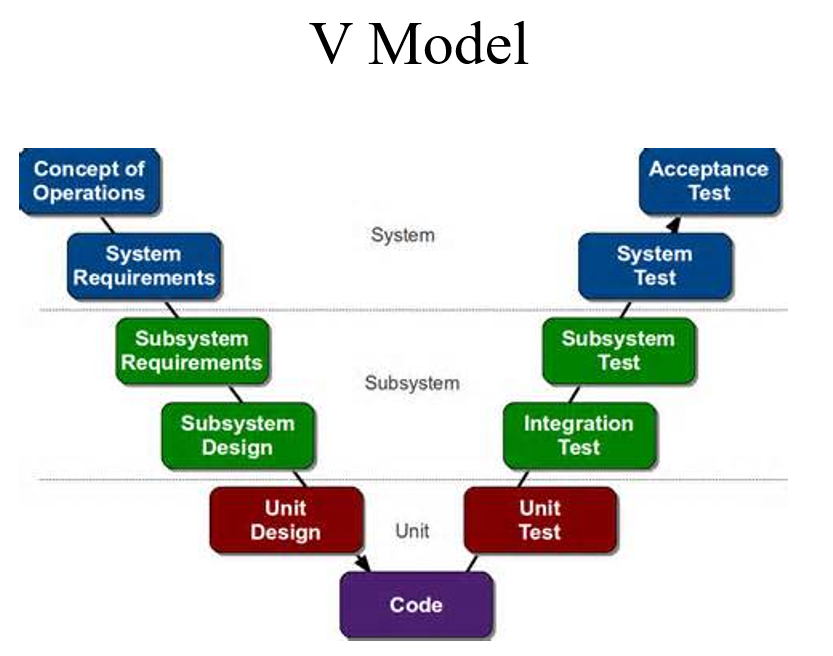 V Model
Concept of
Operations
Acceptance
Test
System
System
Requirements
System
Test
Subsystem
Requirements
Subsystem
Test
Subsystem
Subsystem
Design
Integration
Test
Unit
Design
Unit
Unit
Test
Code